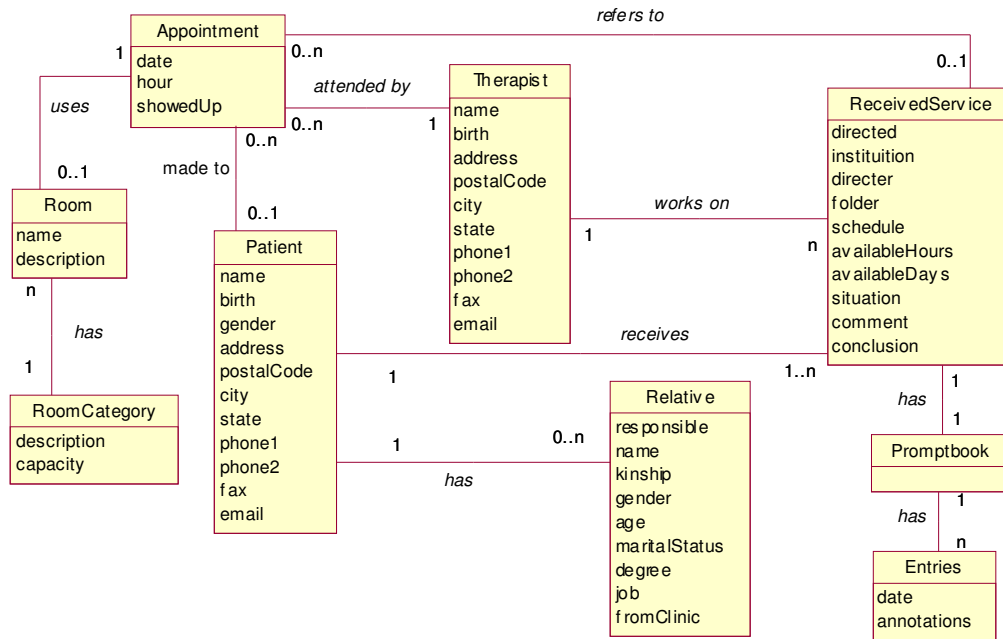 refers to
Appointment
date
hour
showedUp
1
0..n
0..1
attended by
0..n
1
uses
0..1
0..n
made to
0..1
Therapist
name
birth
address
postalCode
city
state
phone1
phone2
fax
email
ReceivedService
directed
instituition
directer
folder
schedule
availableHours
availableDays
situation
comment
conclusion
works on
1
n
Room
name
description
n
has
1
RoomCategory
description
capacity
Patient
name
birth
gender
address
postalCode
city
state
phone1
phone2
fax
email
receives
1
1..n
1
0..n
has
Relative
responsible
name
kinship
gender
age
maritalStatus
degree
job
fromClinic
1
has
1
Promptbook
1
has
n
Entries
date
annotations